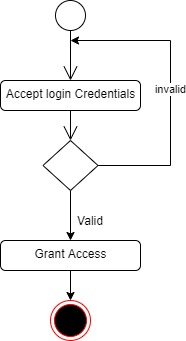 Accept login Credentials
invalid
Valid
Grant Access